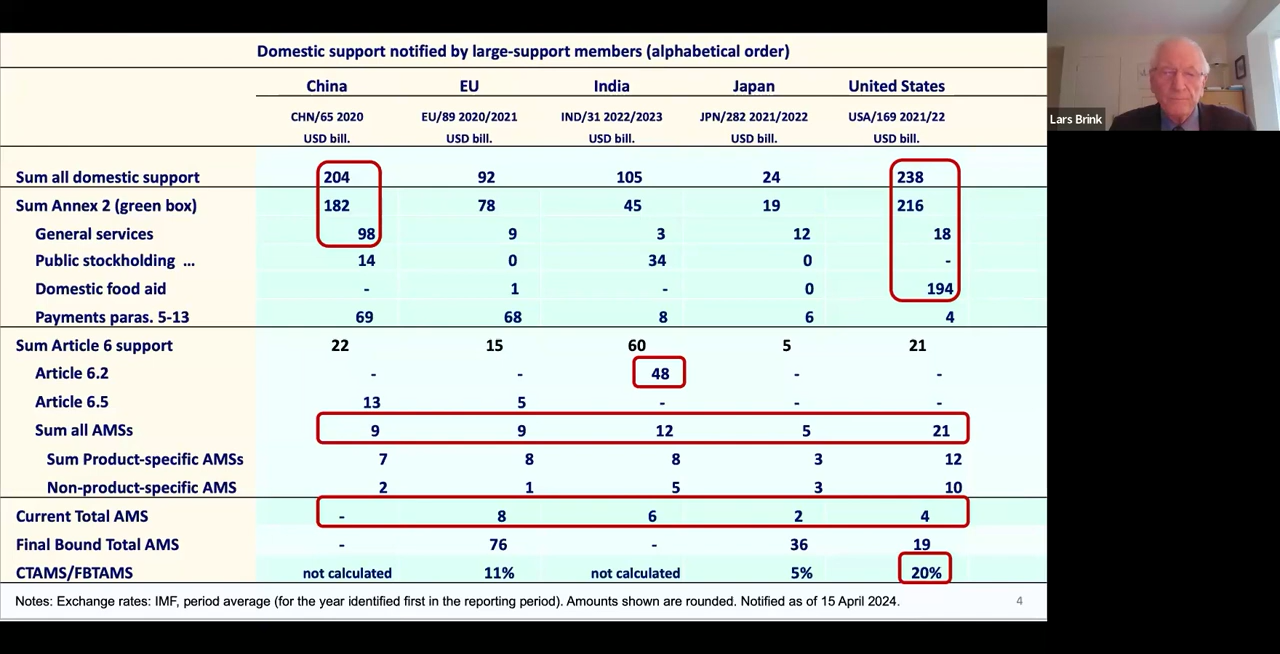 Domestic support notified by large-support members (alphabetical order)
China EU India Japan United States
CHN/65 2020 EU/89 2020/2021 IND/31 2022/2023 JPN/282 2021/2022 USA/169 2021/22
USD bill. USD bill. USD bill. USD bill. USD bill.
Sum all domestic support 204 92 105 24 238
Sum Annex 2 (green box) 182 78 45 19 216
General services 98 9 3 12 18
Public stockholding ... 14 0 34 0 -
Domestic food aid - 1 - 0 194
Payments paras. 5-13 69 68 8 6 4
Sum Article 6 support 22 15 60 5 21
Article 6.2 - - 48 - -
Article 6.5 13 5 - - -
Sum all AMSs 9 9 12 5 21
Sum Product-specific AMSs 7 8 8 3 12
Non-product-specific AMS 2 1 5 3 10
Current Total AMS - 8 6 2 4
Final Bound Total AMS - 76 - 36 19
CTAMS/FBTAMS not calculated 11% not calculated 5% 20%
Notes: Exchange rates: IMF, period average (for the year identified first in the reporting period). Amounts shown are rounded. Notified as of 15 April 2024. 4
Lars Brink